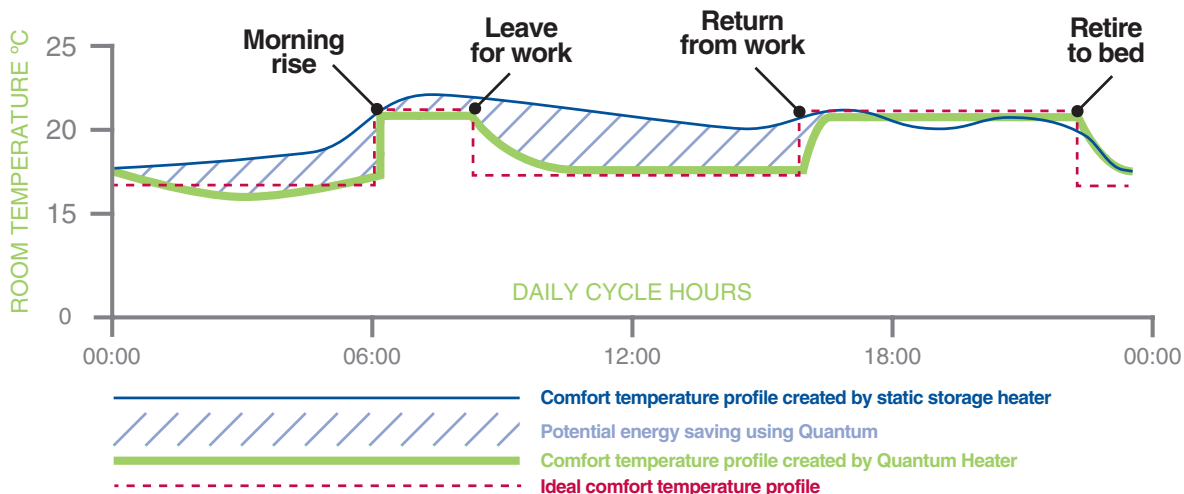 ROOM TEMPERATURE ºC
25
20
15
0
Morning
rise
Leave
for work
Return
from work
Retire
to bed
DAILY CYCLE HOURS
00:00
06:00
12:00
18:00
00:00
Comfort temperature profile created by static storage heater
Potential energy saving using Quantum
Comfort temperature profile created by Quantum Heater
Ideal comfort temperature profile